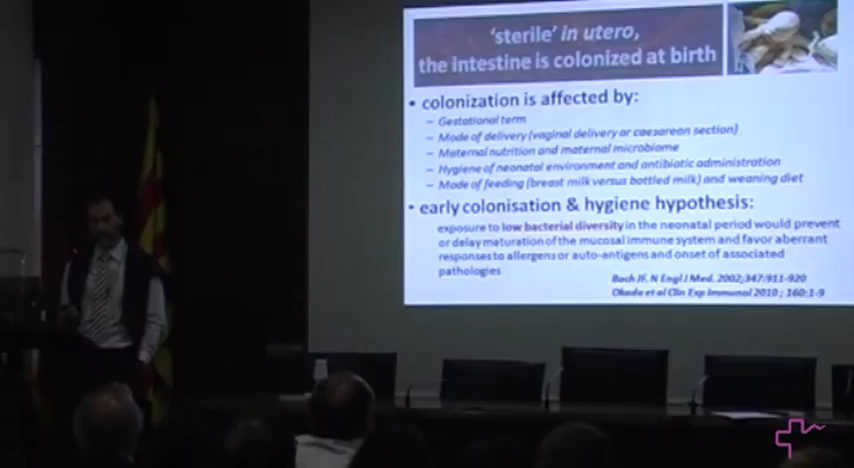 'sterile' in utero,
the intestine is colonized at birth
• colonization is affected by:
– Gestational term
– Mode of delivery (vaginal delivery or caesarean section)
– Maternal nutrition and maternal microbiome
– Hygiene of neonatal environment and antibiotic administration
– Mode of feeding (breast milk versus bottled milk) and weaning diet
• early colonisation & hygiene hypothesis:
exposure to low bacterial diversity in the neonatal period would prevent
or delay maturation of the mucosal immune system and favor aberrant
responses to allergens or auto-antigens and onset of associated
pathologies
Bach JF. N Engl J Med. 2002;347:911-920
Okada et al Clin Exp Immunol 2010 ; 160:1-9